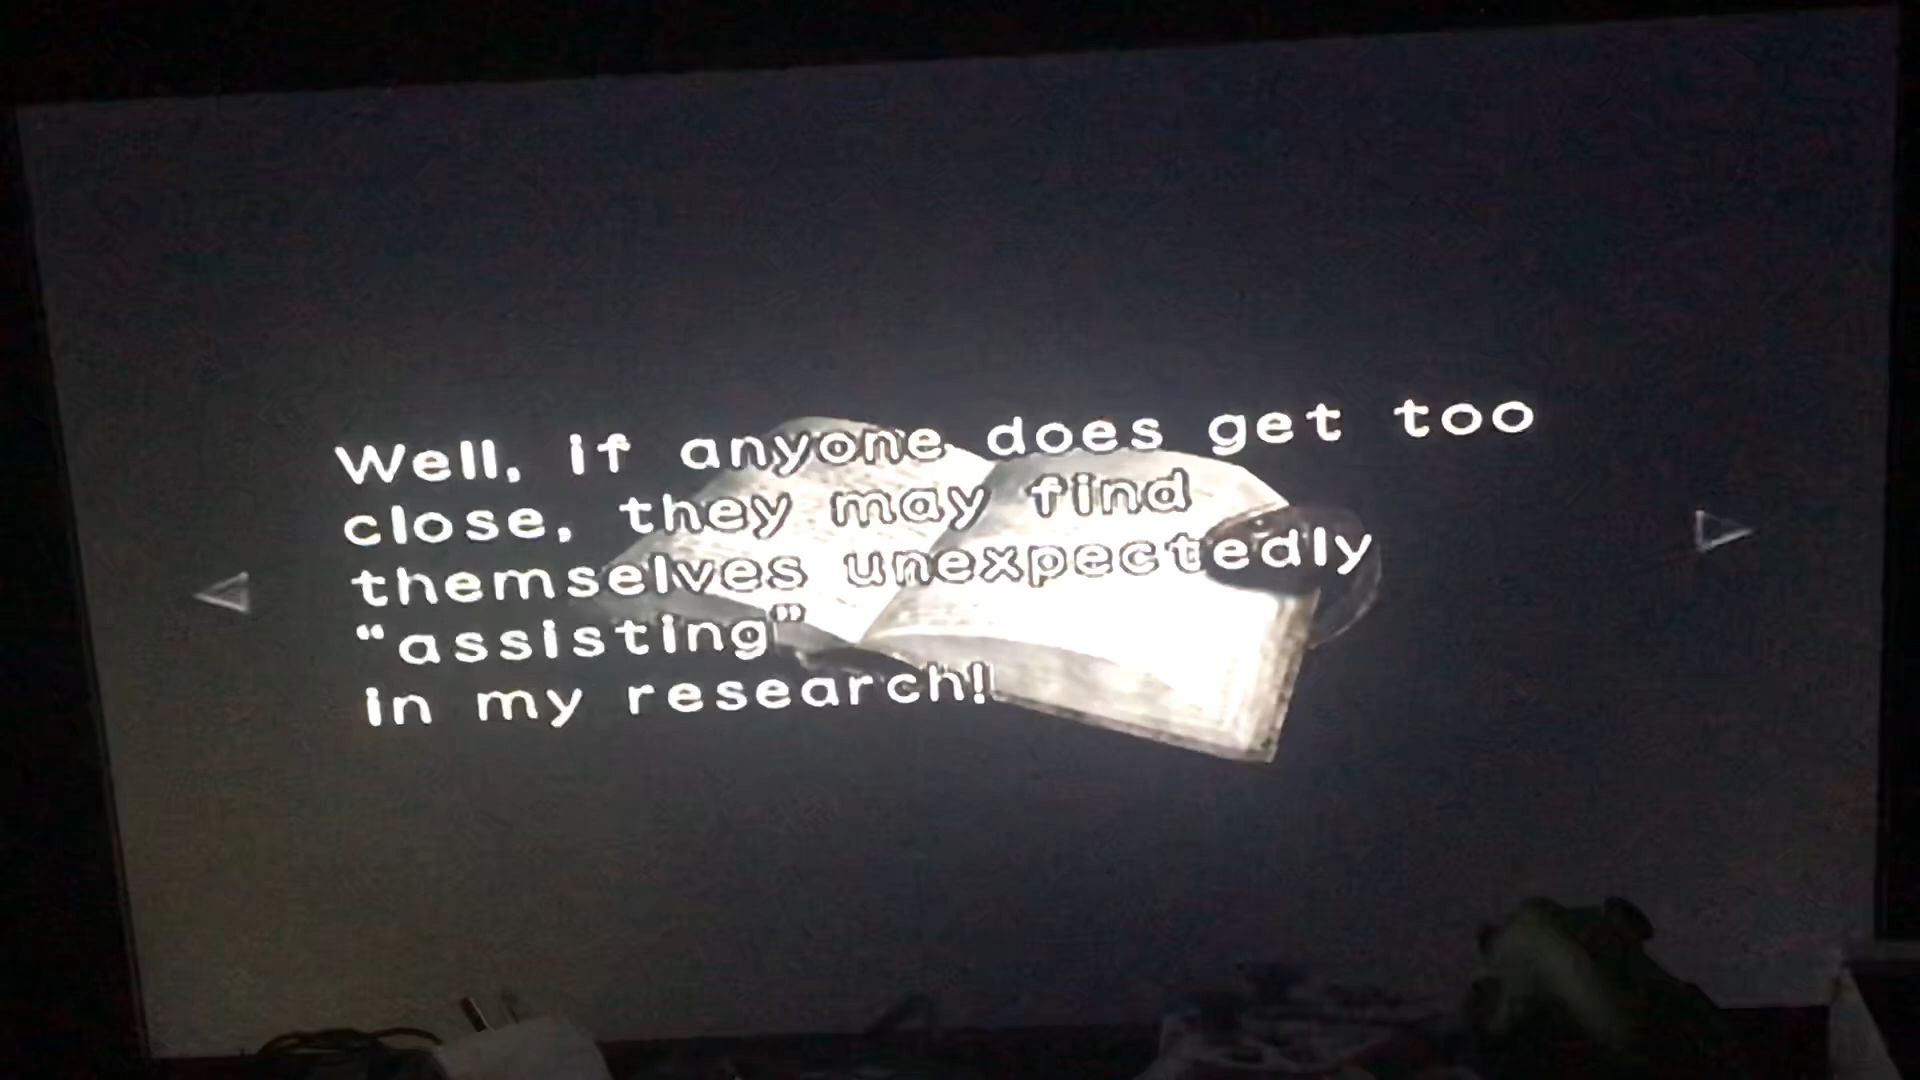 Well, if anyone does get too
close, they may find
themselves unexpectedly
“assisting”
in my research!